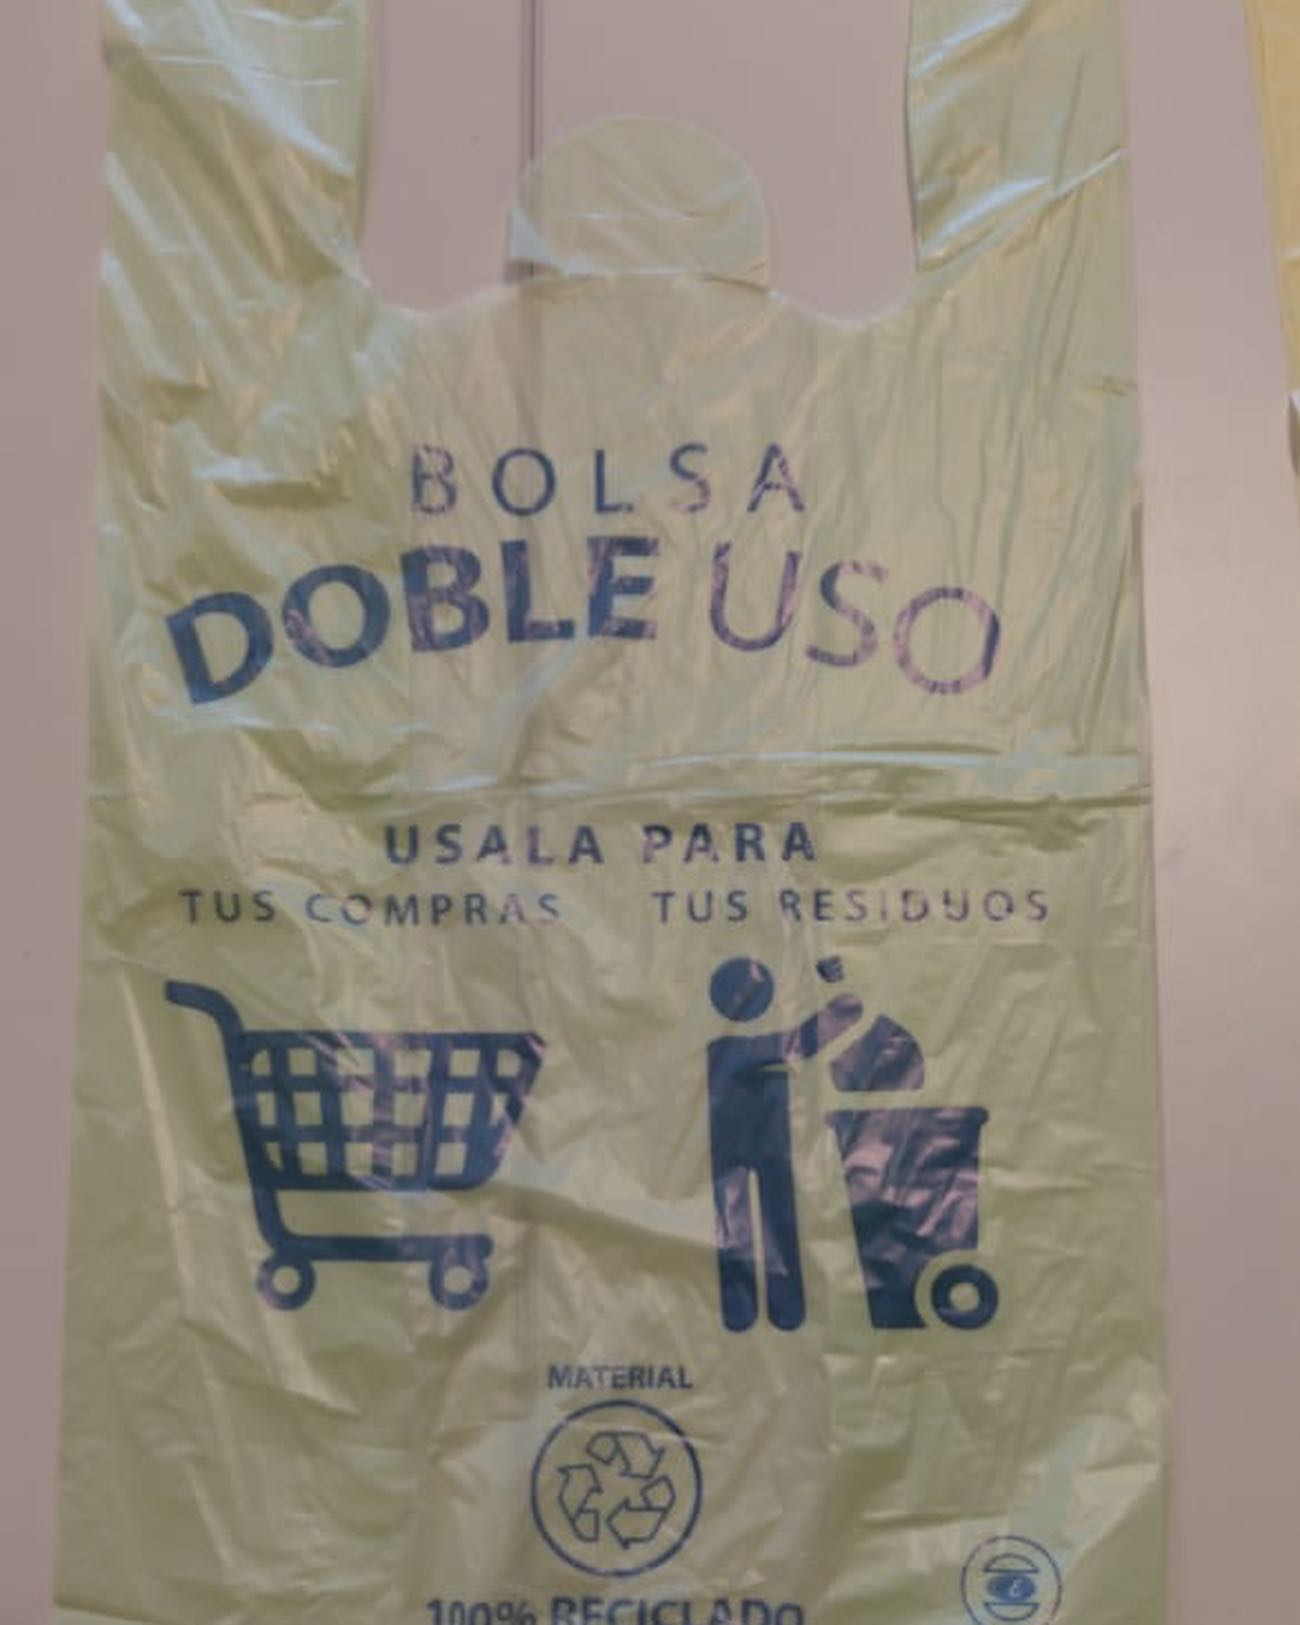 BOLSA
DOBLE USO
USALA PARA
TUS COMPRAS TUS RESIDUOS
MATERIAL
100% RECICLADO